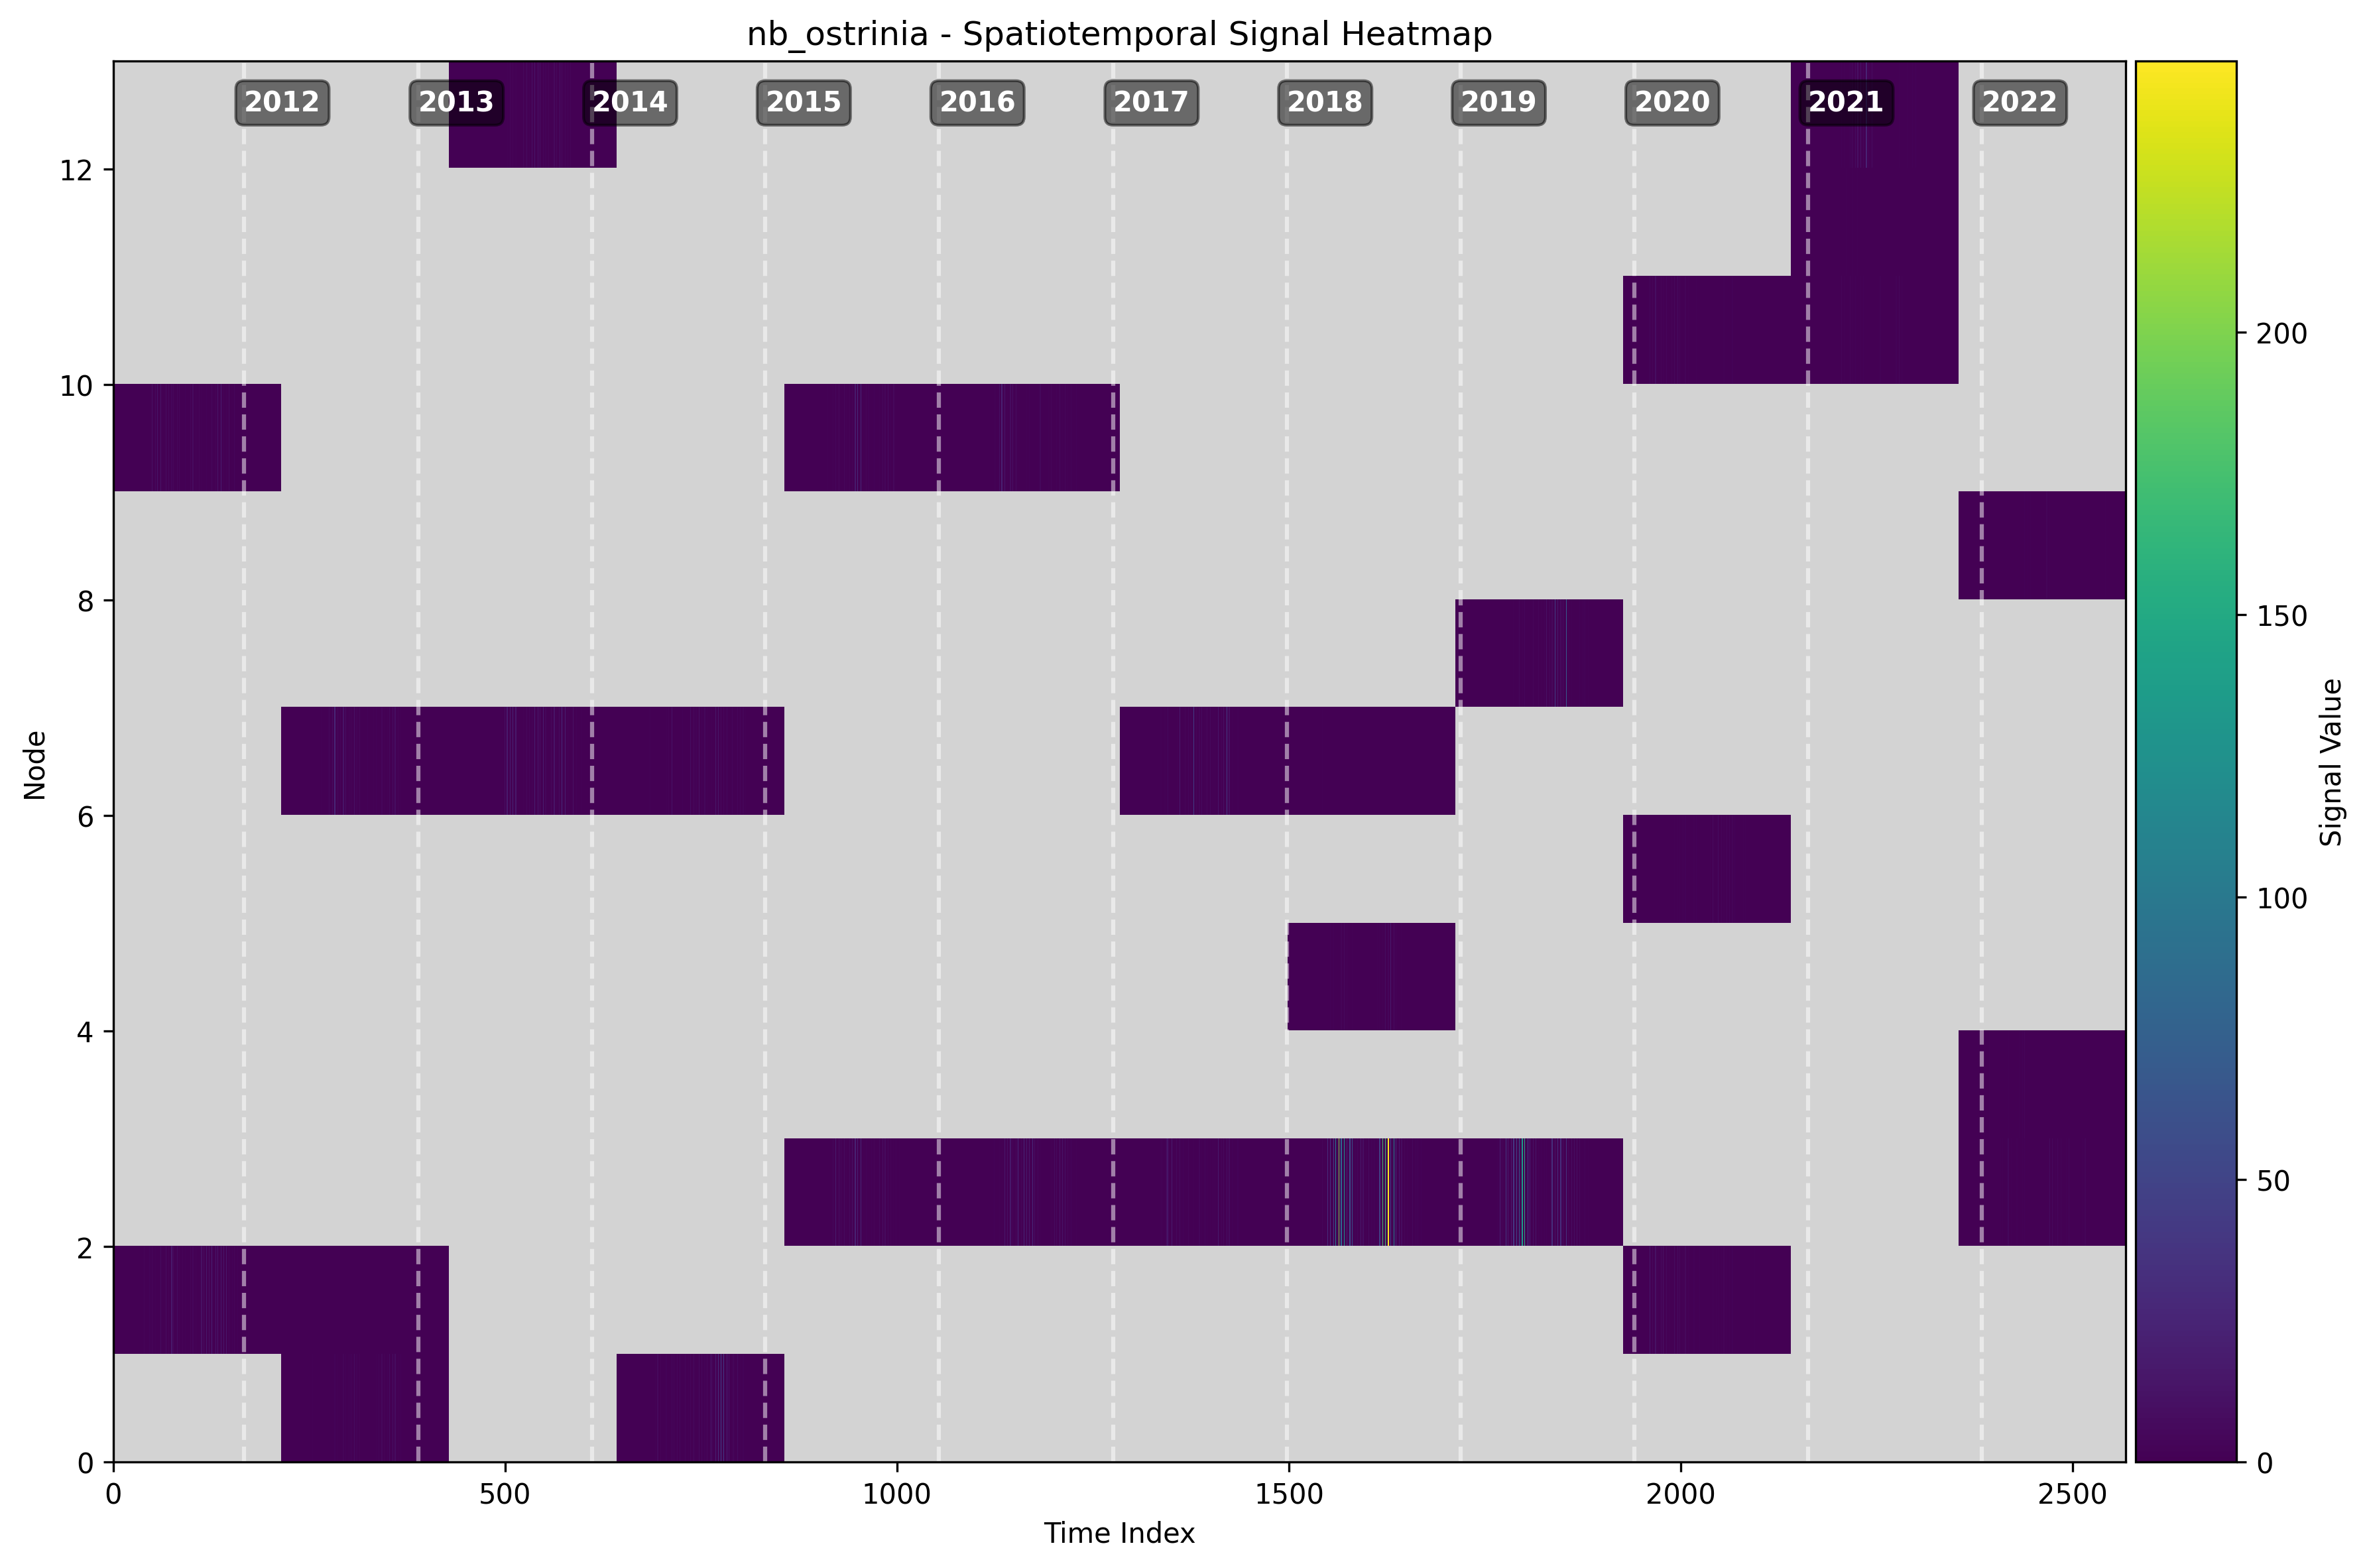 nb_ostrinia - Spatiotemporal Signal Heatmap
2012 2013 2014 2015 2016 2017 2018 2019 2020 2021 2022
12
10
8
6
4
2
0
Node
0 500 1000 1500 2000 2500
Time Index
200
150
100
50
0
Signal Value